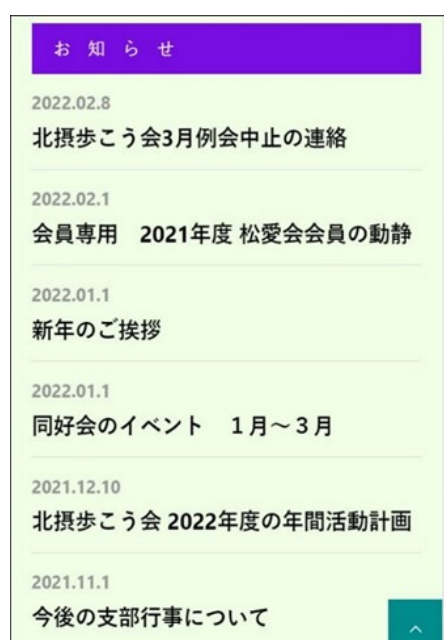 お知らせ
2022.02.8
北摂歩こう会3月例会中止の連絡
2022.02.1
会員専用　2021年度 松愛会会員の動静
2022.01.1
新年のご挨拶
2022.01.1
同好会のイベント　１月～３月
2021.12.10
北摂歩こう会 2022年度の年間活動計画
2021.11.1
今後の支部行事について